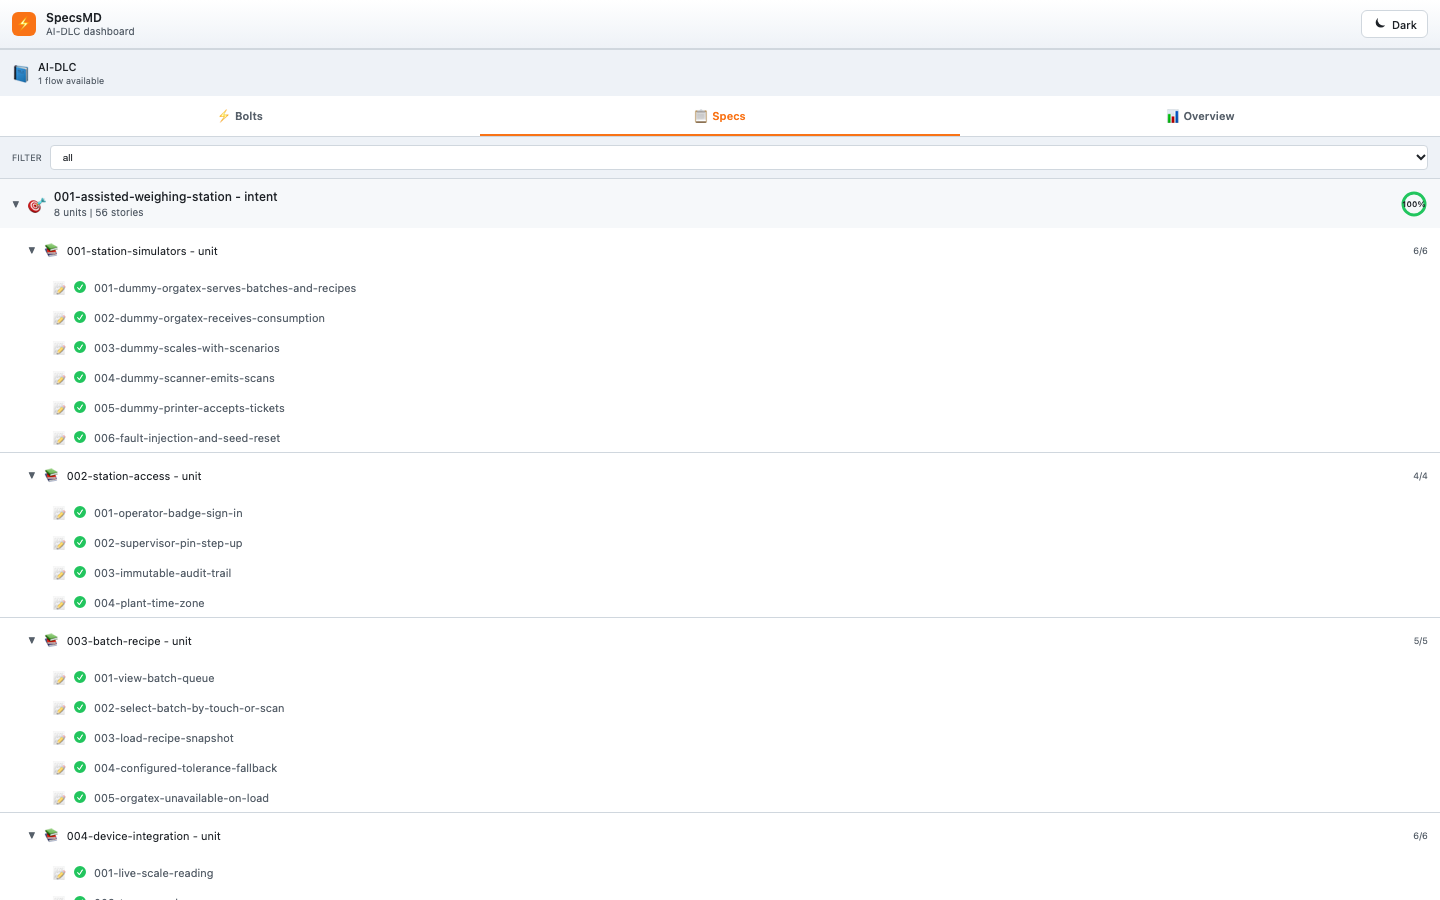 SpecsMD
AI-DLC dashboard
Dark
AI-DLC
1 flow available
Bolts
Specs
Overview
FILTER
all
001-assisted-weighing-station - intent
8 units | 56 stories
100%
001-station-simulators - unit
6/6
001-dummy-orgatex-serves-batches-and-recipes
002-dummy-orgatex-receives-consumption
003-dummy-scales-with-scenarios
004-dummy-scanner-emits-scans
005-dummy-printer-accepts-tickets
006-fault-injection-and-seed-reset
002-station-access - unit
4/4
001-operator-badge-sign-in
002-supervisor-pin-step-up
003-immutable-audit-trail
004-plant-time-zone
003-batch-recipe - unit
5/5
001-view-batch-queue
002-select-batch-by-touch-or-scan
003-load-recipe-snapshot
004-configured-tolerance-fallback
005-orgatex-unavailable-on-load
004-device-integration - unit
6/6
001-live-scale-reading